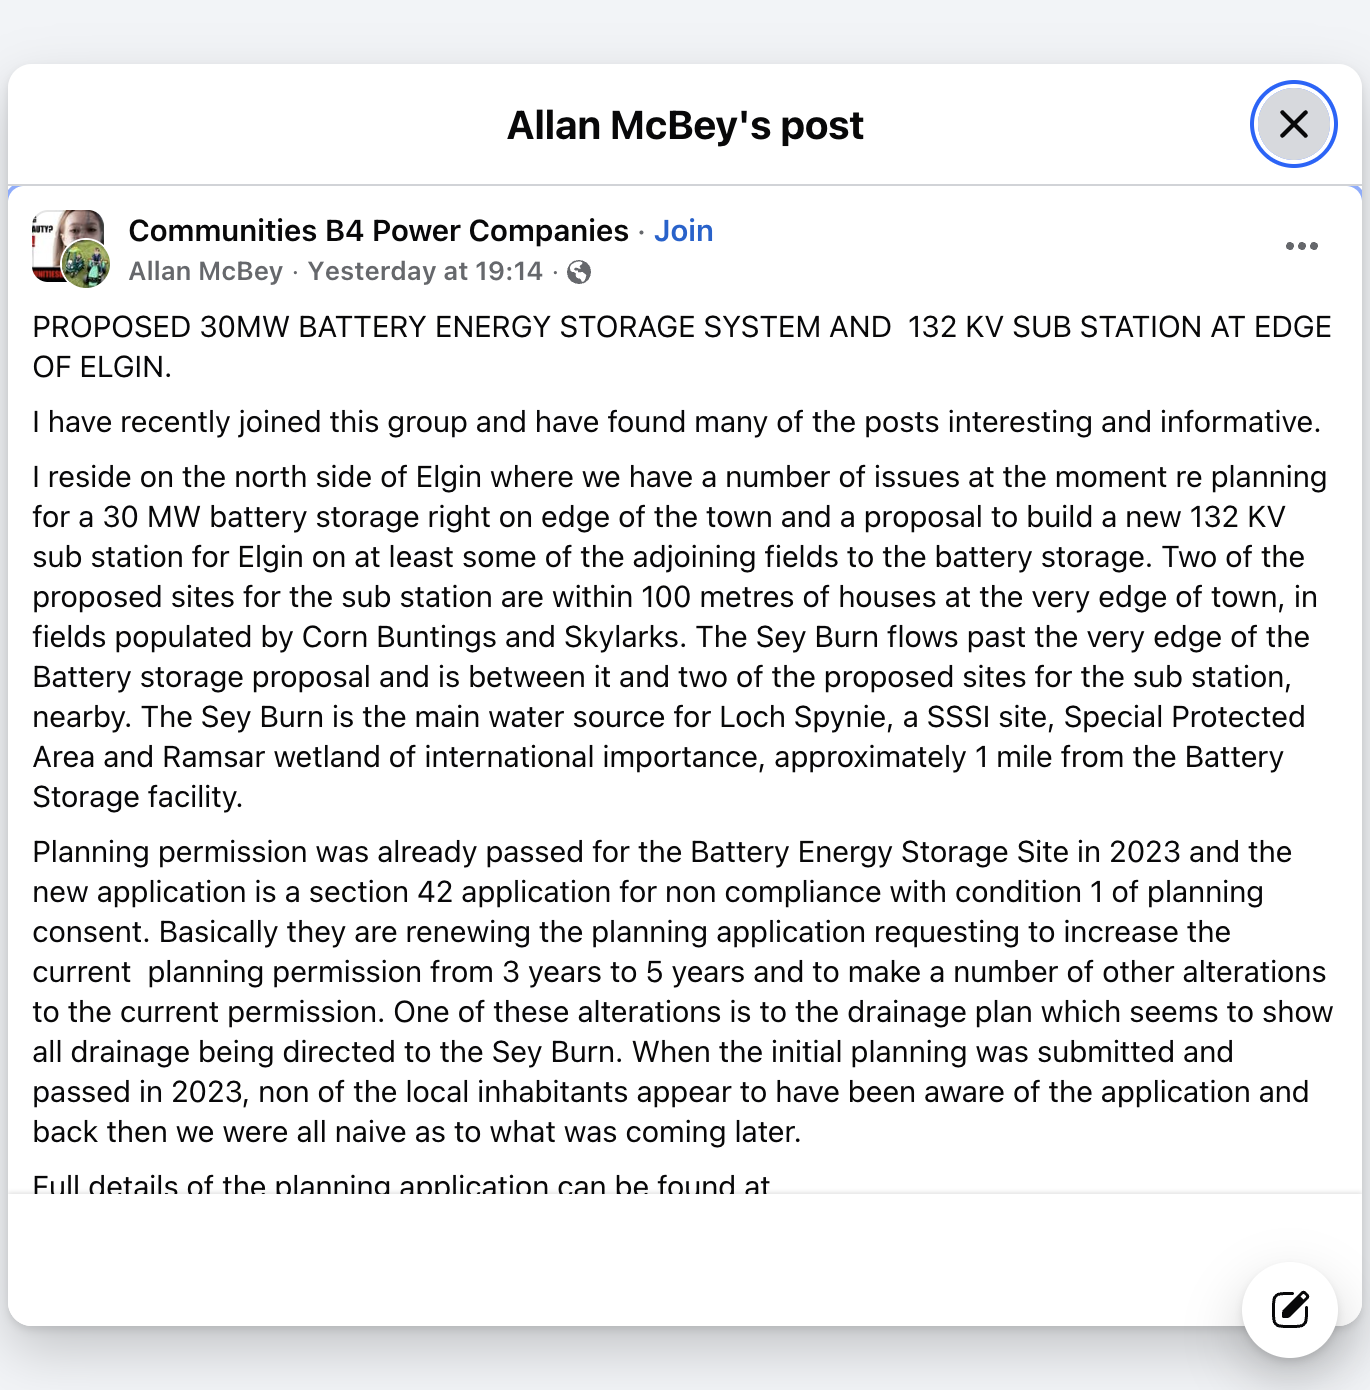 Allan McBey's post
Communities B4 Power Companies · Join
Allan McBey · Yesterday at 19:14 ·
PROPOSED 30MW BATTERY ENERGY STORAGE SYSTEM AND  132 KV SUB STATION AT EDGE
OF ELGIN.
I have recently joined this group and have found many of the posts interesting and informative.
I reside on the north side of Elgin where we have a number of issues at the moment re planning
for a 30 MW battery storage right on edge of the town and a proposal to build a new 132 KV
sub station for Elgin on at least some of the adjoining fields to the battery storage. Two of the
proposed sites for the sub station are within 100 metres of houses at the very edge of town, in
fields populated by Corn Buntings and Skylarks. The Sey Burn flows past the very edge of the
Battery storage proposal and is between it and two of the proposed sites for the sub station,
nearby. The Sey Burn is the main water source for Loch Spynie, a SSSI site, Special Protected
Area and Ramsar wetland of international importance, approximately 1 mile from the Battery
Storage facility.
Planning permission was already passed for the Battery Energy Storage Site in 2023 and the
new application is a section 42 application for non compliance with condition 1 of planning
consent. Basically they are renewing the planning application requesting to increase the
current  planning permission from 3 years to 5 years and to make a number of other alterations
to the current permission. One of these alterations is to the drainage plan which seems to show
all drainage being directed to the Sey Burn. When the initial planning was submitted and
passed in 2023, non of the local inhabitants appear to have been aware of the application and
back then we were all naive as to what was coming later.
Full details of the planning application can be found at